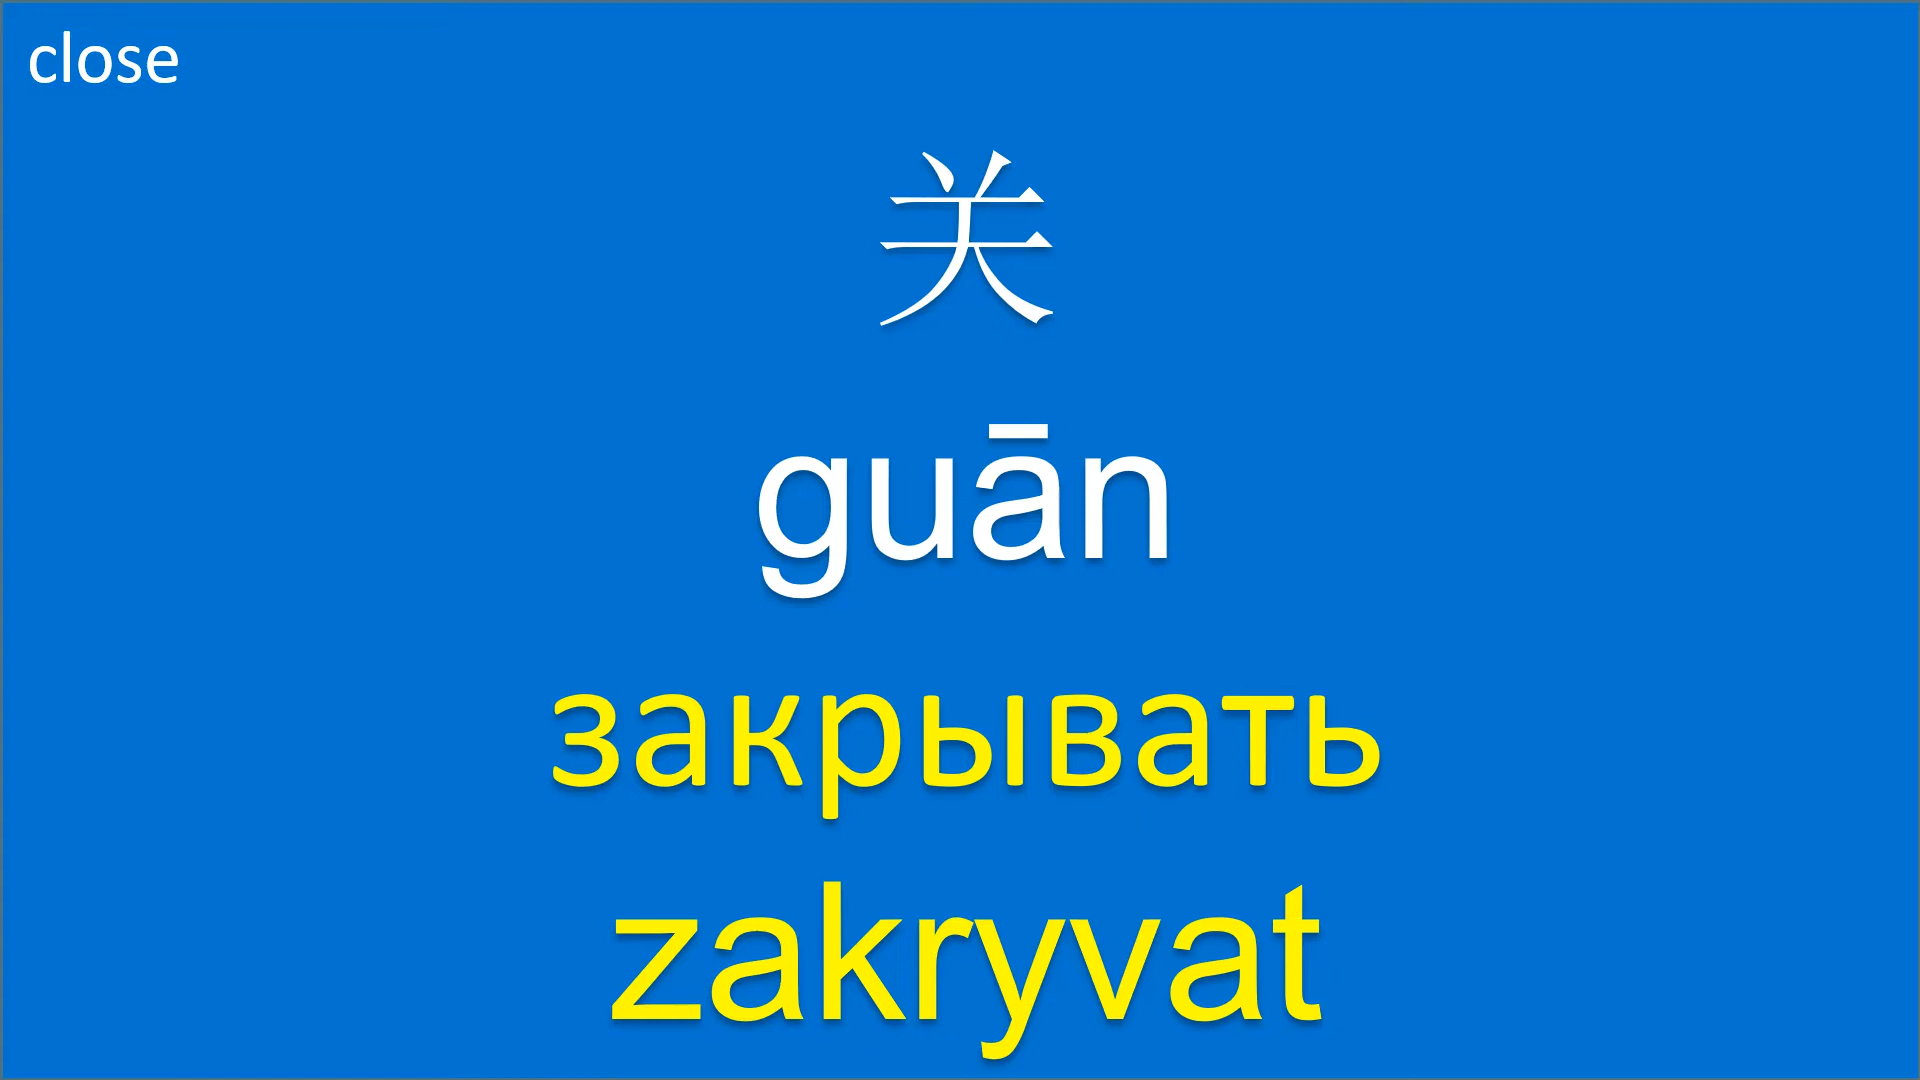 close
关
guān
закрывать
zakryvat